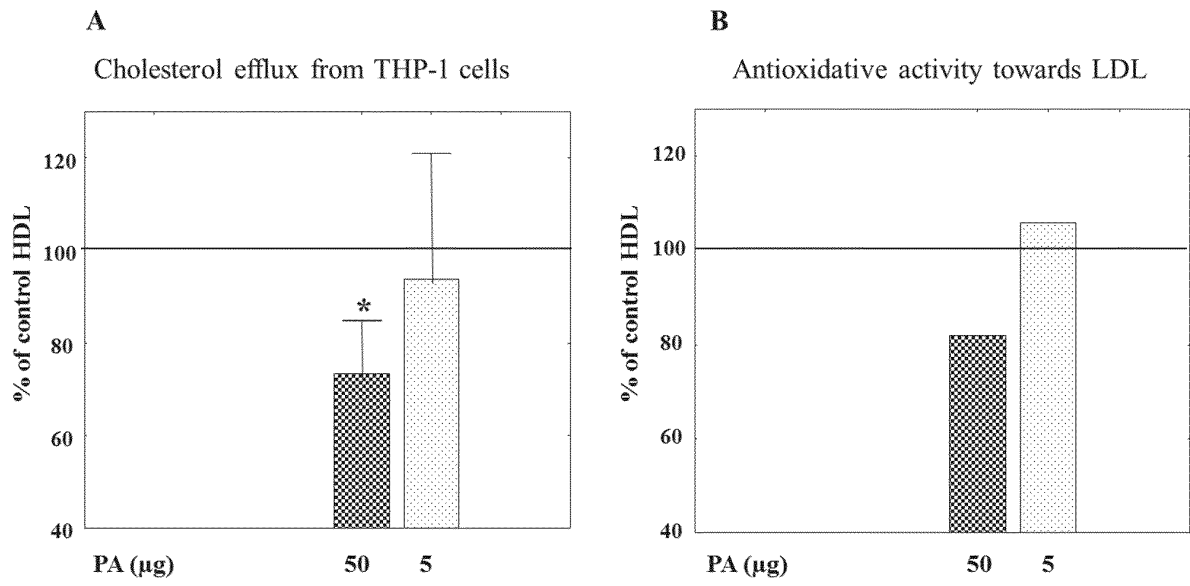 A
Cholesterol efflux from THP-1 cells
% of control HDL
120
100
80
60
40
*
PA (µg)
50
5
B
Antioxidative activity towards LDL
% of control HDL
120
100
80
60
40
PA (µg)
50
5